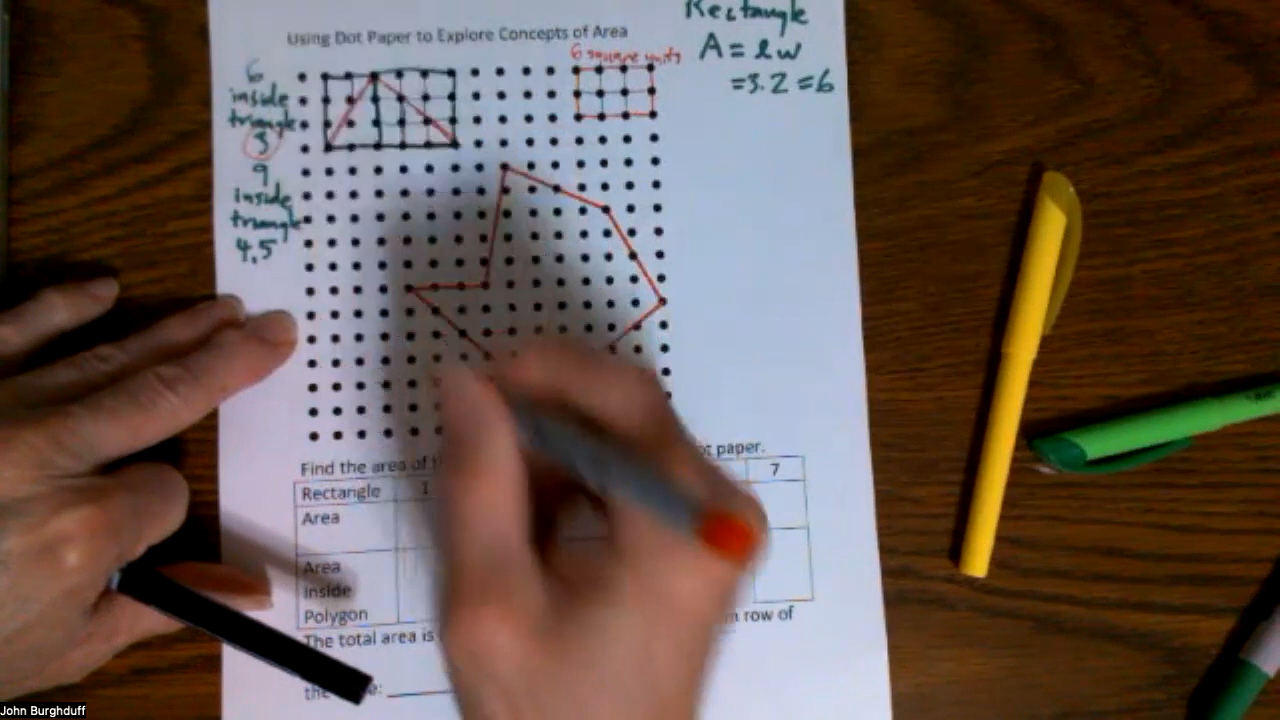 Using Dot Paper to Explore Concepts of Area
Rectangle
A = lw
=3.2 =6
6 square units
6
inside
triangle
3
9
inside
triangle
4.5
Find the area of
paper.
Rectangle 1 7
Area
Area
Inside
Polygon
row of
The total area is
the
John Burghduff